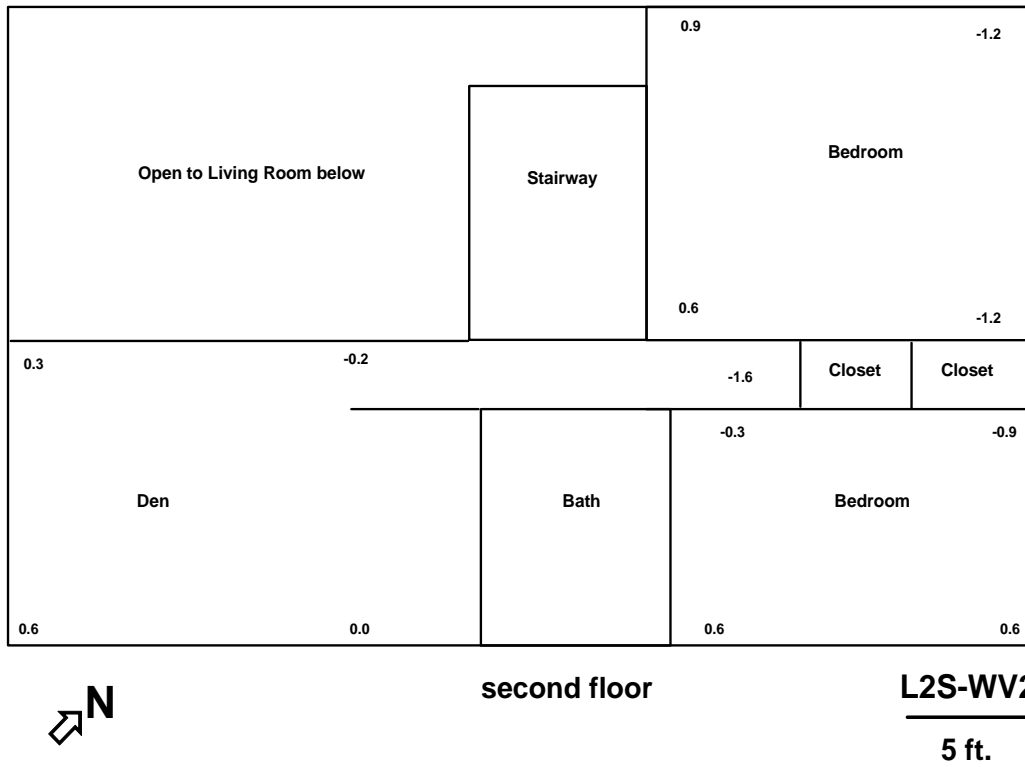 0.9
-1.2
Bedroom
Open to Living Room below
Stairway
0.6
-1.2
0.3
-0.2
-1.6
Closet
Closet
-0.3
-0.9
Den
Bath
Bedroom
0.6
0.0
0.6
0.6
N
second floor
L2S-WV2
5 ft.